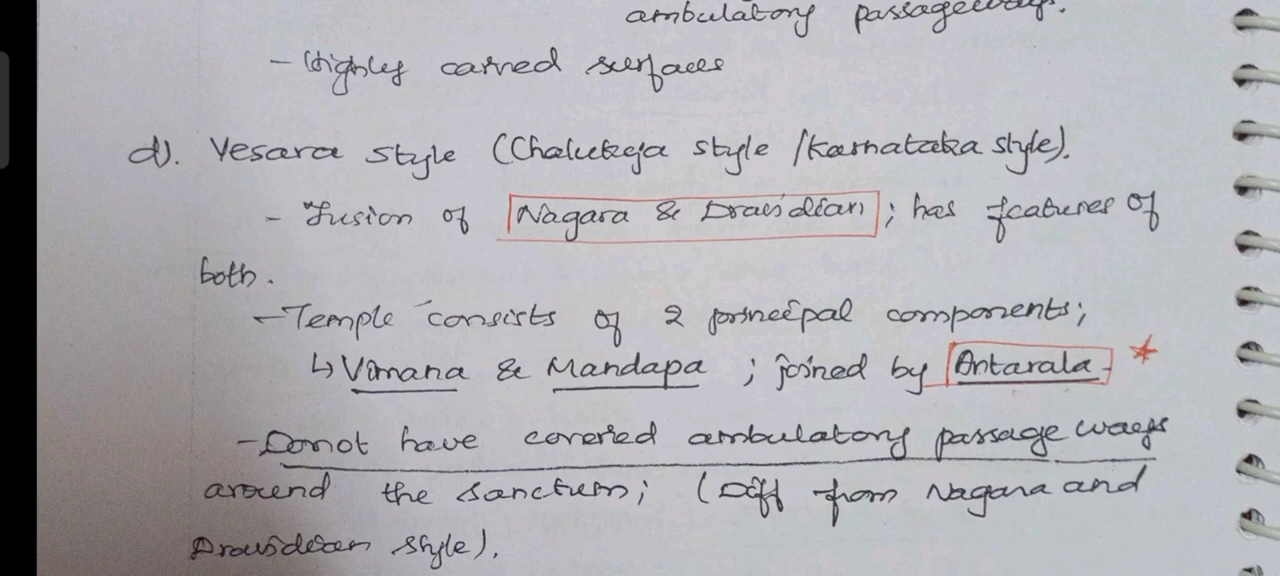 ambulatory passageways.
- Highly carved surfaces
d). Vesara style (Chalukeja style /Karnataka style).
- Fusion of Nagara & Dravidian ; has features of
both.
- Temple consists of 2 principal components;
↳ Vimana & Mandapa ; joined by Antarala
- Donot have covered ambulatory passage ways
around the sanctum; (Diff from Nagara and
Dravidian style).